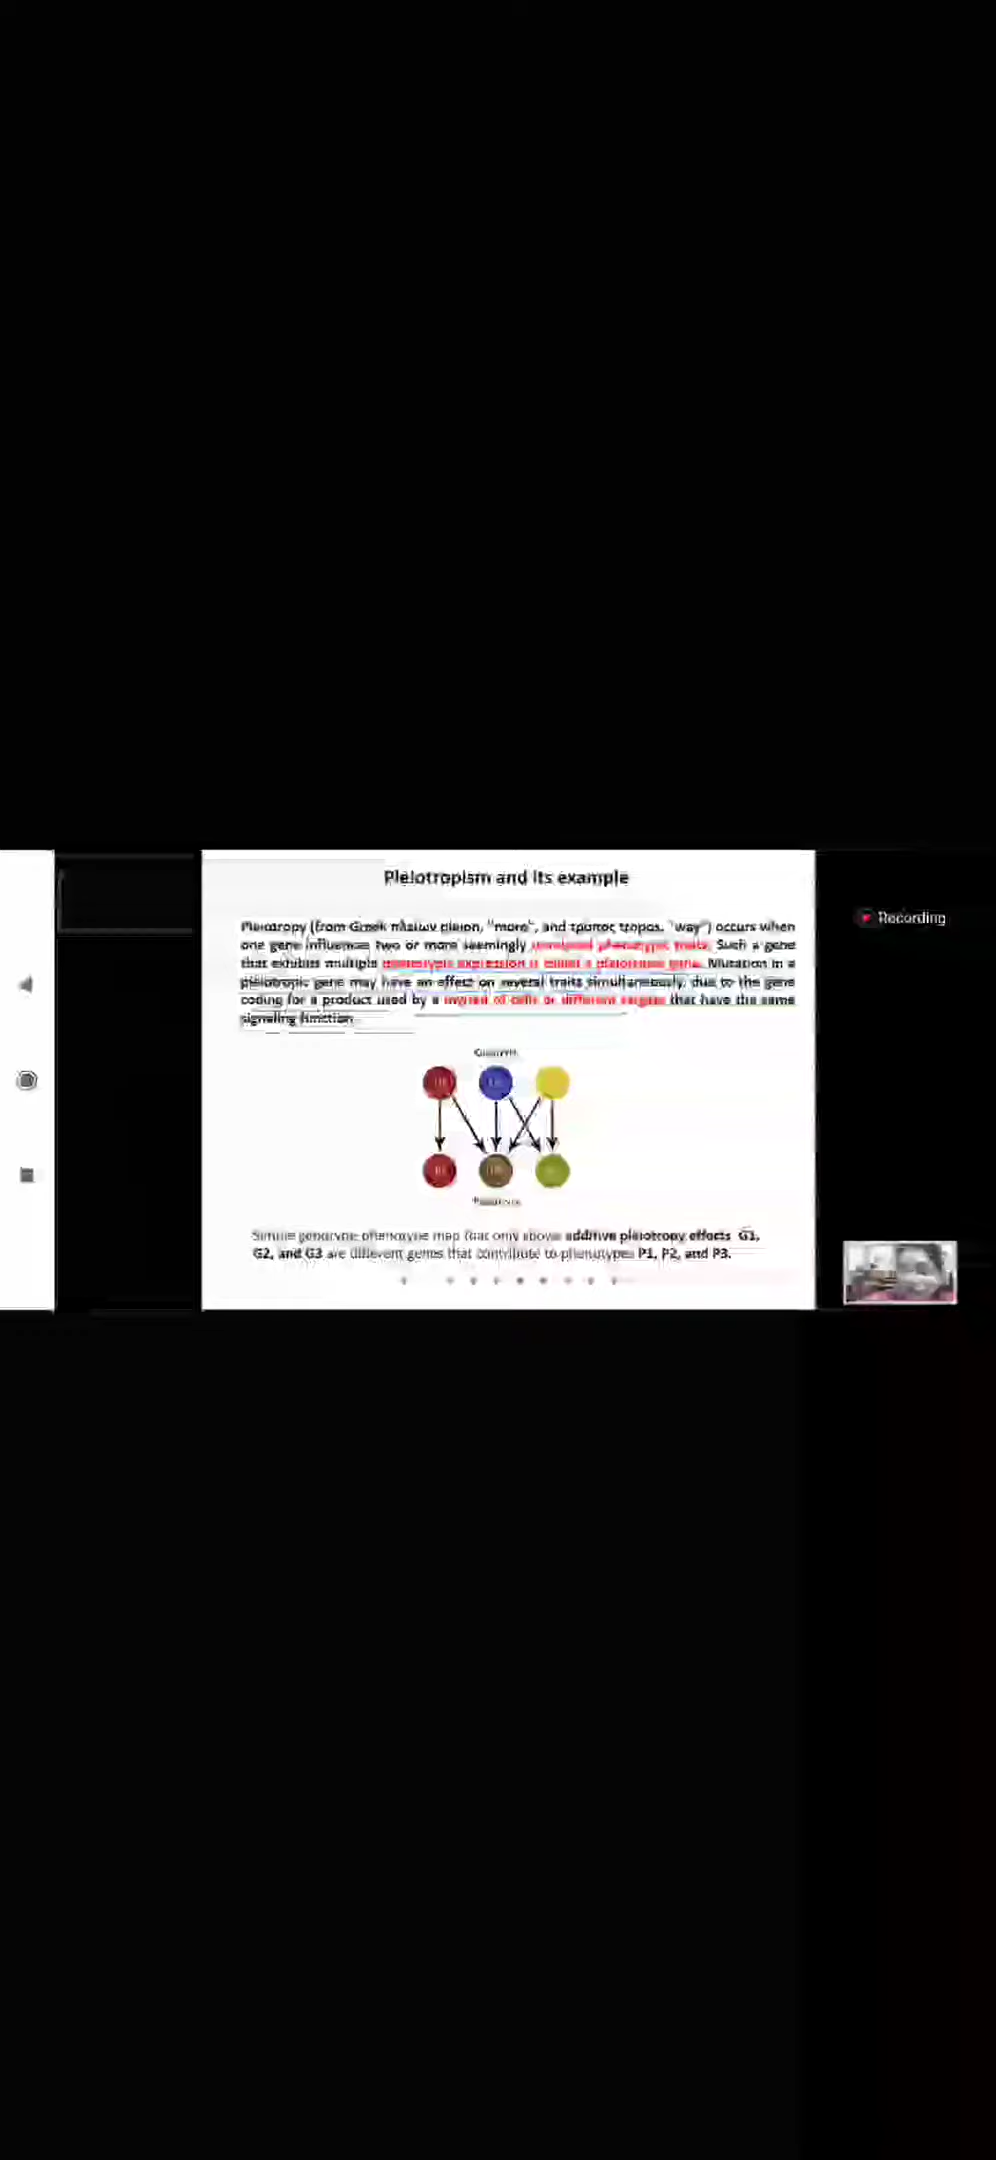 Pleiotropism and its example
Recording
Pleiotropy (from Greek πλείων pleion, "more", and τρόπος tropos, "way") occurs when
one gene influences two or more seemingly unrelated phenotypic traits. Such a gene
that exhibits multiple phenotypic expression is called a pleiotropic gene. Mutation in a
pleiotropic gene may have an effect on several traits simultaneously, due to the gene
coding for a product used by a myriad of cells or different targets that have the same
signaling function.
Simple genotype phenotype map that only shows additive pleiotropy effects G1,
G2, and G3 are different genes that contribute to phenotypes P1, P2, and P3.